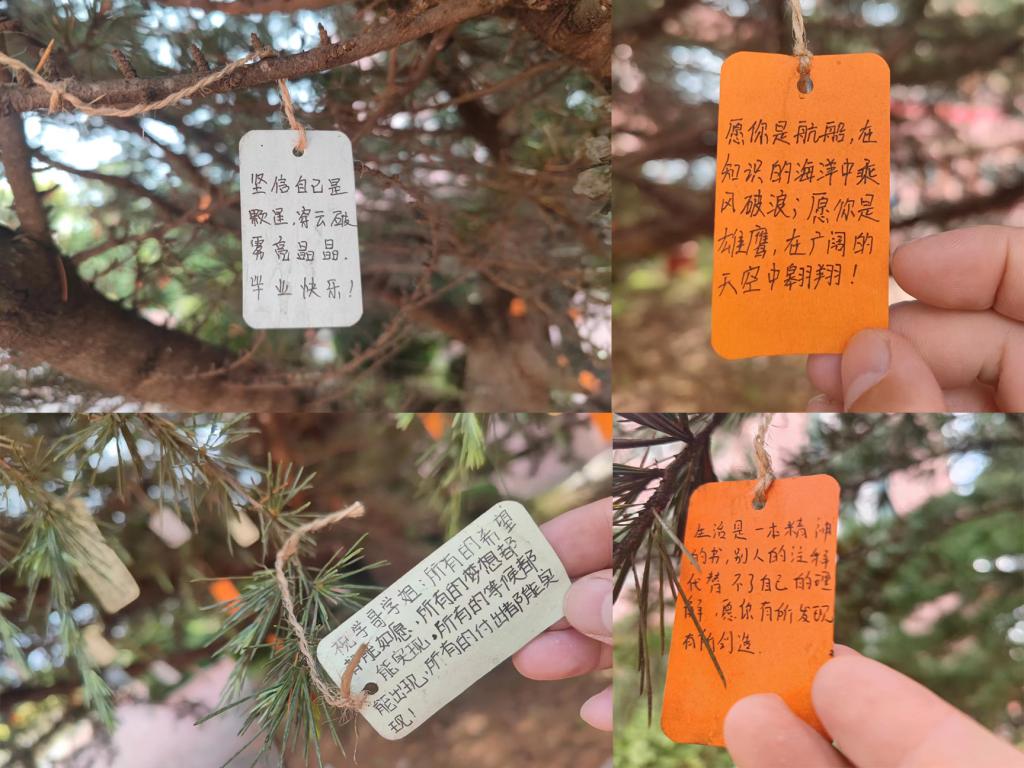 坚信自己是
颗星,穿云破
雾亮晶晶.
毕业快乐!
愿你是航船,在
知识的海洋中乘
风破浪;愿你是
雄鹰,在广阔的
天空中翱翔!
祝学哥学姐:所有的希望
都能如愿,所有的梦想都
能实现,所有的等候都
能出现,所有的付出都能实
现!
生活是一本精神
的书,别人的注释
代替不了自己的理
解.愿你有所发现
有所创造.